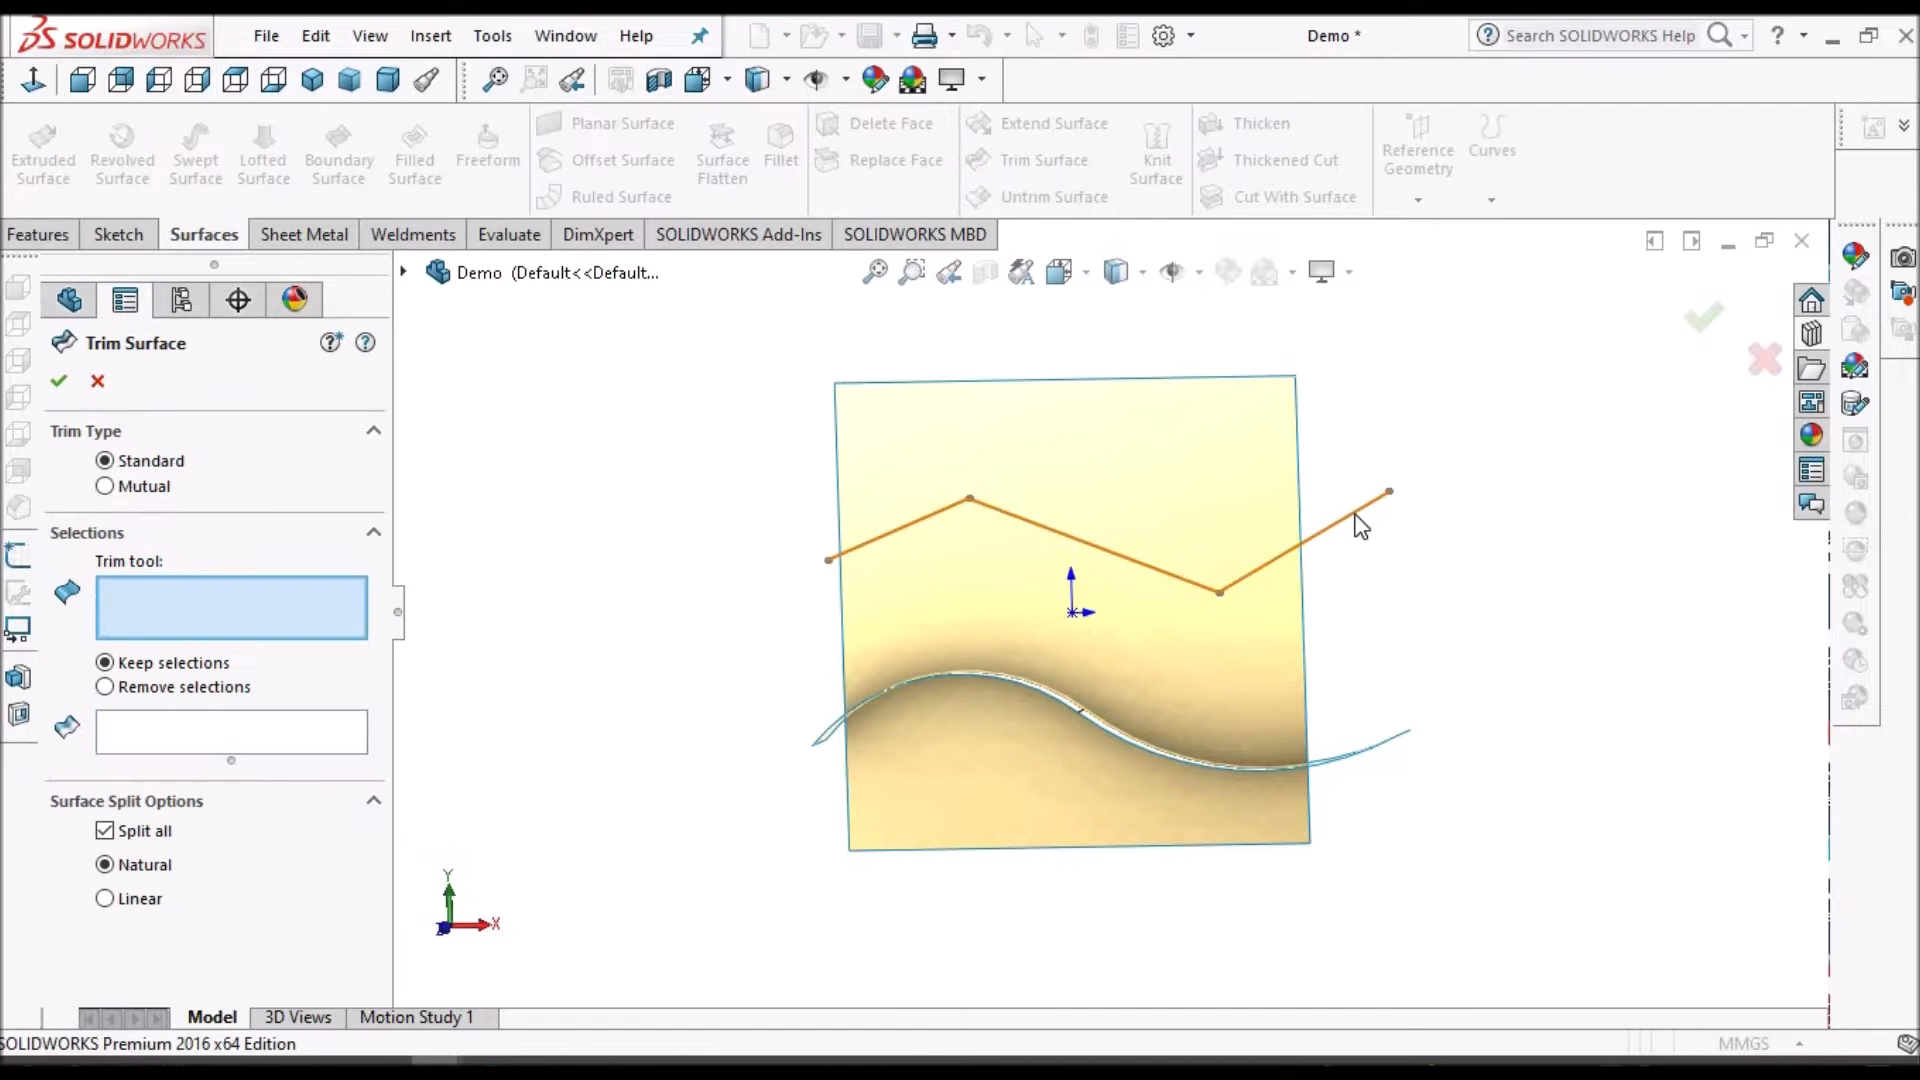 SOLIDWORKS File Edit View Insert Tools Window Help Demo * Search SOLIDWORKS Help
Extruded Surface
Revolved Surface
Swept Surface
Lofted Surface
Boundary Surface
Filled Surface
Freeform
Planar Surface
Offset Surface
Ruled Surface
Surface Flatten
Fillet
Delete Face
Replace Face
Extend Surface
Trim Surface
Untrim Surface
Knit Surface
Thicken
Thickened Cut
Cut With Surface
Reference Geometry
Curves
Features Sketch Surfaces Sheet Metal Weldments Evaluate DimXpert SOLIDWORKS Add-Ins SOLIDWORKS MBD
Demo (Default<<Default...
Trim Surface
Trim Type
Standard
Mutual
Selections
Trim tool:
Keep selections
Remove selections
Surface Split Options
Split all
Natural
Linear
Y
X
Z
Model 3D Views Motion Study 1
SOLIDWORKS Premium 2016 x64 Edition MMGS